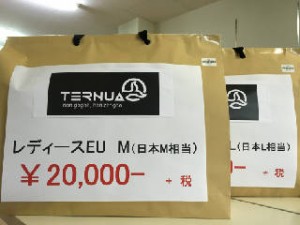 TERNUA
レディースEU M(日本M相当)
￥20,000- + 税
L(日本L相当)
0- + 税